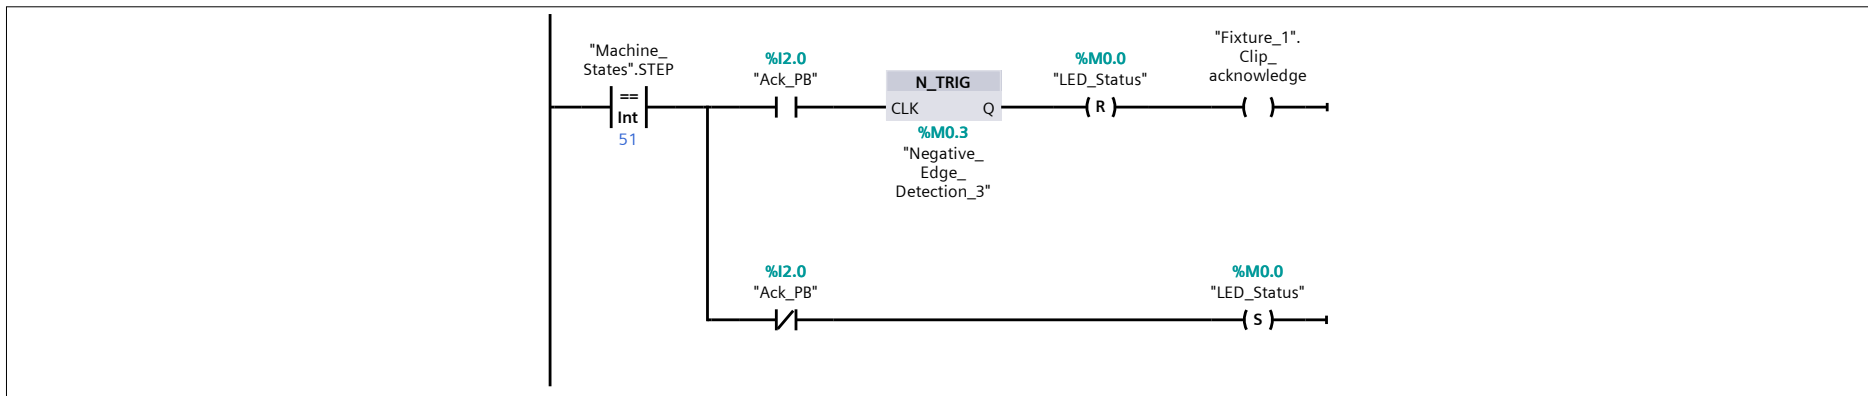 "Machine_
States".STEP
==
Int
51
%I2.0
"Ack_PB"
N_TRIG
CLK Q
%M0.3
"Negative_
Edge_
Detection_3"
%M0.0
"LED_Status"
R
"Fixture_1".
Clip_
acknowledge
%I2.0
"Ack_PB"
%M0.0
"LED_Status"
S